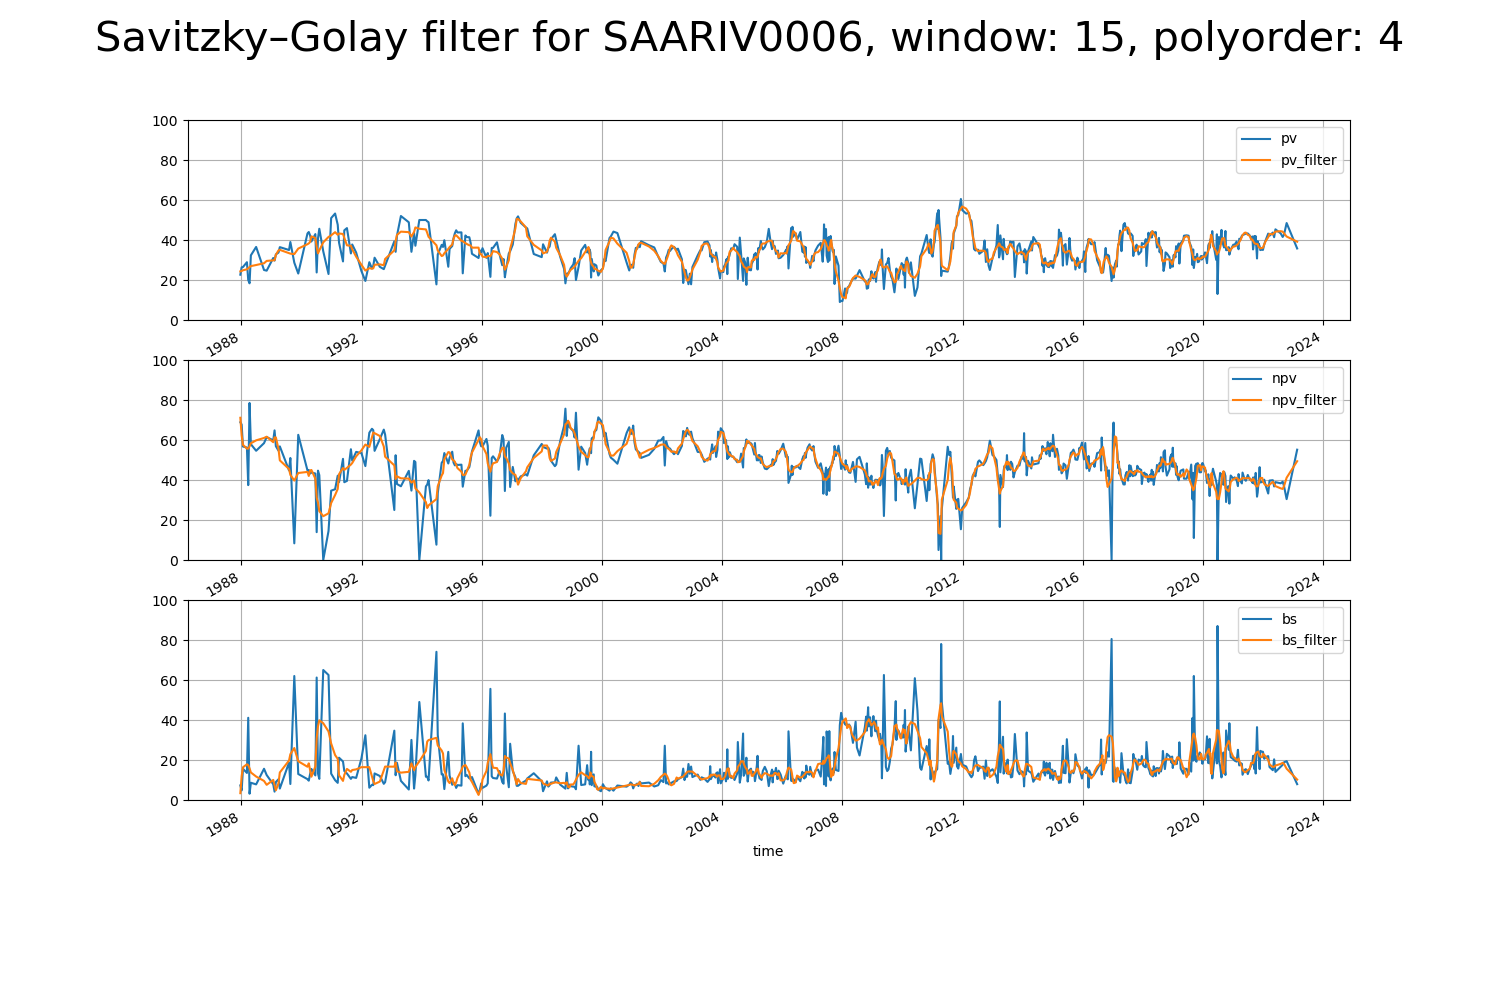 Savitzky–Golay filter for SAARIV0006, window: 15, polyorder: 4
100
80
60
40
20
0
pv
pv_filter
1988 1992 1996 2000 2004 2008 2012 2016 2020 2024
100
80
60
40
20
0
npv
npv_filter
1988 1992 1996 2000 2004 2008 2012 2016 2020 2024
100
80
60
40
20
0
bs
bs_filter
1988 1992 1996 2000 2004 2008 2012 2016 2020 2024
time